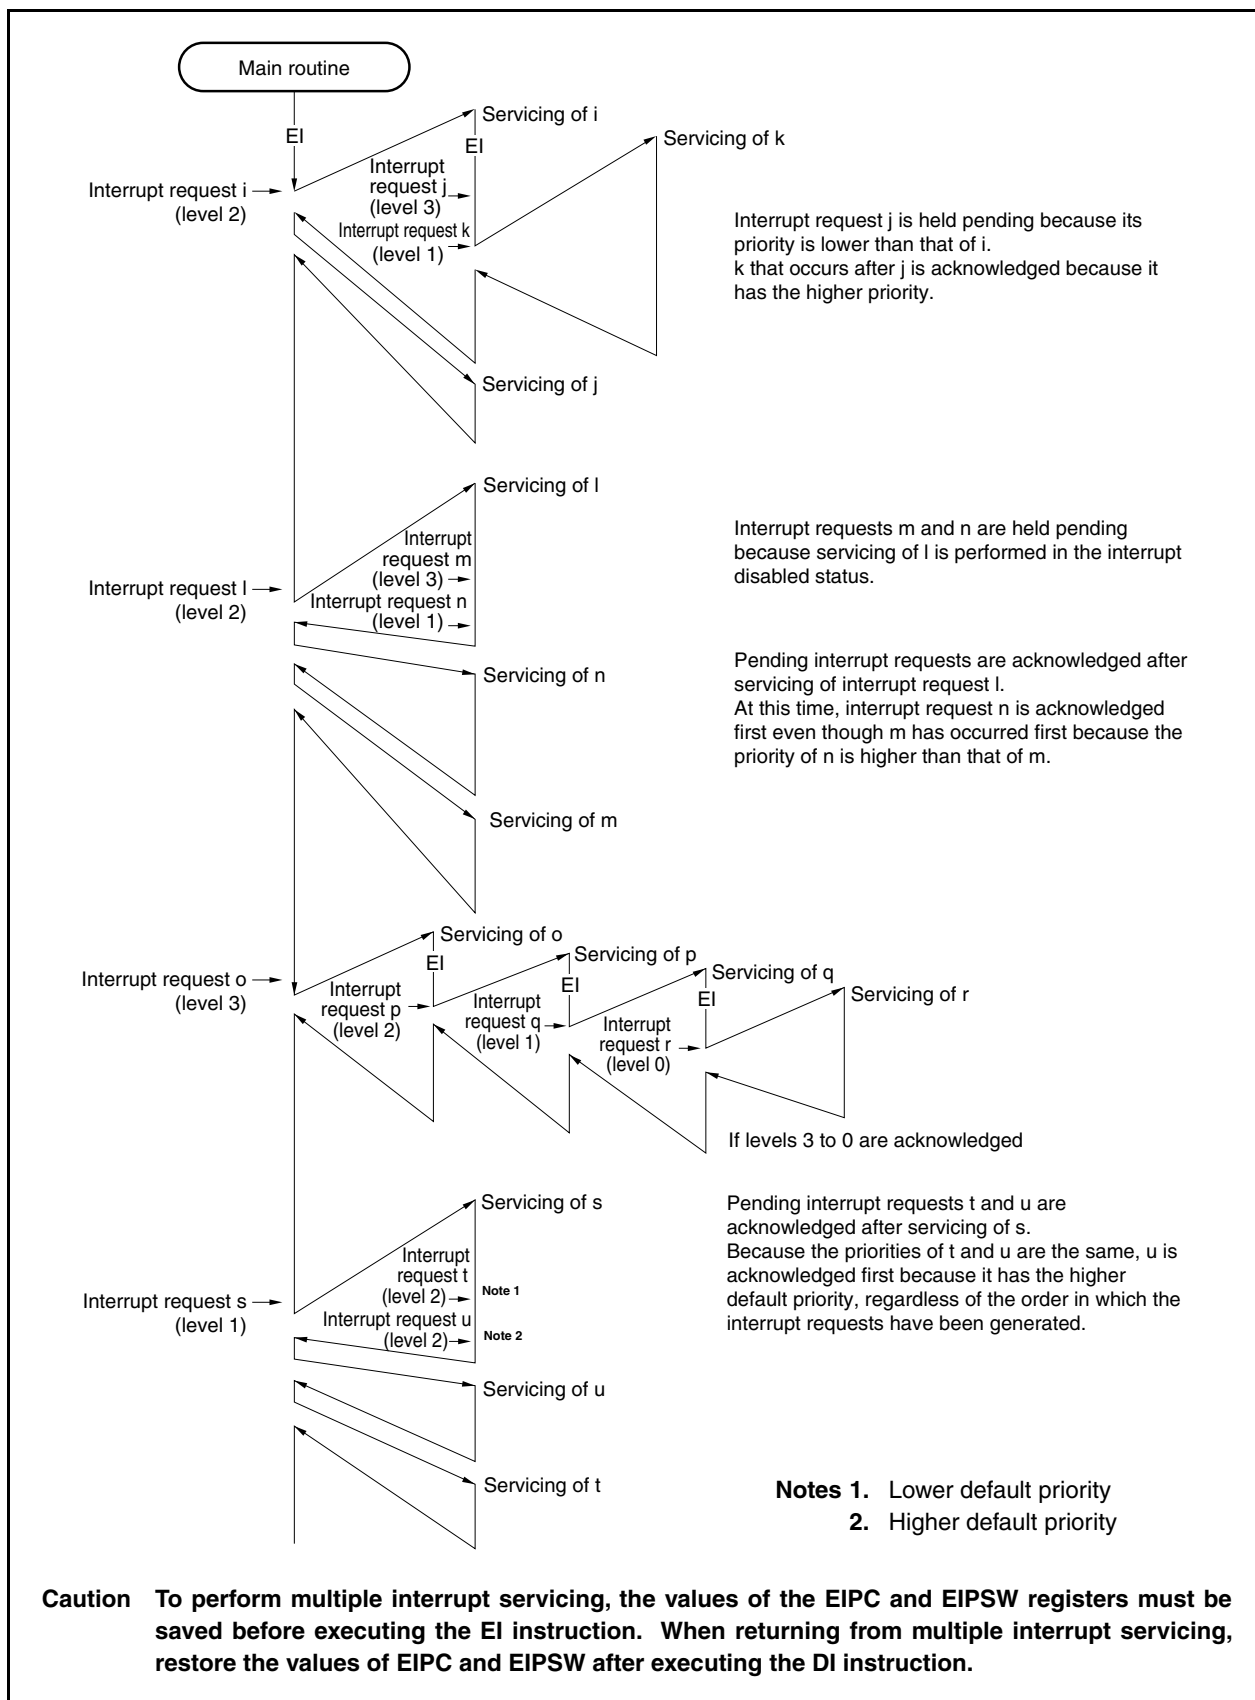 Main routine
EI
Servicing of i
EI
Servicing of k
Interrupt request i
(level 2)
Interrupt
request j
(level 3)
Interrupt request k
(level 1)
Interrupt request j is held pending because its
priority is lower than that of i.
k that occurs after j is acknowledged because it
has the higher priority.
Servicing of j
Servicing of l
Interrupt request l
(level 2)
Interrupt
request m
(level 3)
Interrupt request n
(level 1)
Interrupt requests m and n are held pending
because servicing of l is performed in the interrupt
disabled status.
Servicing of n
Pending interrupt requests are acknowledged after
servicing of interrupt request l.
At this time, interrupt request n is acknowledged
first even though m has occurred first because the
priority of n is higher than that of m.
Servicing of m
Interrupt request o
(level 3)
Servicing of o
EI
Interrupt
request p
(level 2)
Servicing of p
EI
Interrupt
request q
(level 1)
Servicing of q
EI
Interrupt
request r
(level 0)
Servicing of r
If levels 3 to 0 are acknowledged
Servicing of s
Interrupt request s
(level 1)
Interrupt
request t
(level 2)
Note 1
Interrupt request u
(level 2)
Note 2
Pending interrupt requests t and u are
acknowledged after servicing of s.
Because the priorities of t and u are the same, u is
acknowledged first because it has the higher
default priority, regardless of the order in which the
interrupt requests have been generated.
Servicing of u
Servicing of t
Notes 1. Lower default priority
2. Higher default priority
Caution To perform multiple interrupt servicing, the values of the EIPC and EIPSW registers must be
saved before executing the EI instruction. When returning from multiple interrupt servicing,
restore the values of EIPC and EIPSW after executing the DI instruction.